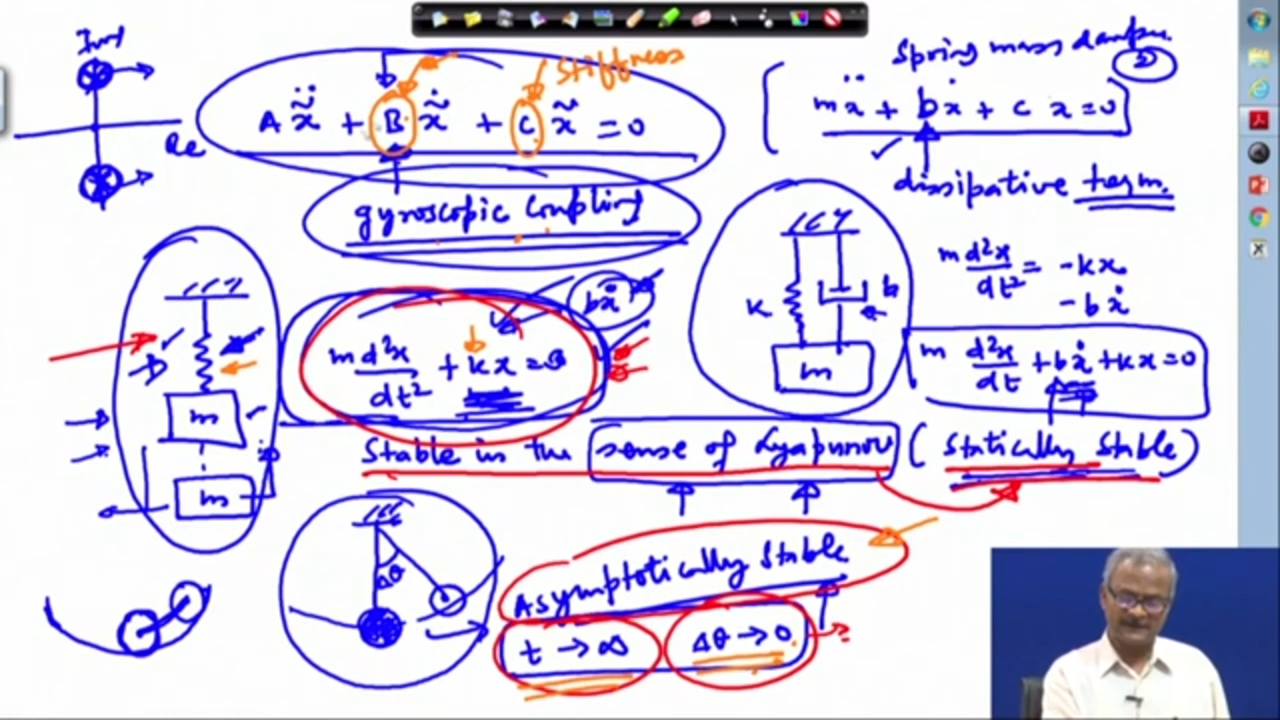 Im
Re
A ẍ̃ + B ẋ̃ + C x̃ = 0
Stiffness
gyroscopic Coupling
Spring mass damper
mẍ + bẋ + c x = 0
dissipative term.
m
m
m d²x/dt² + kx = 0
bẋ
K
b
m
m d²x/dt² = -kx
-bẋ
m d²x/dt + bẋ + kx = 0
Stable in the sense of Lyapunov (Statically Stable)
Δθ
Asymptotically Stable
t → ∞
Δθ → 0